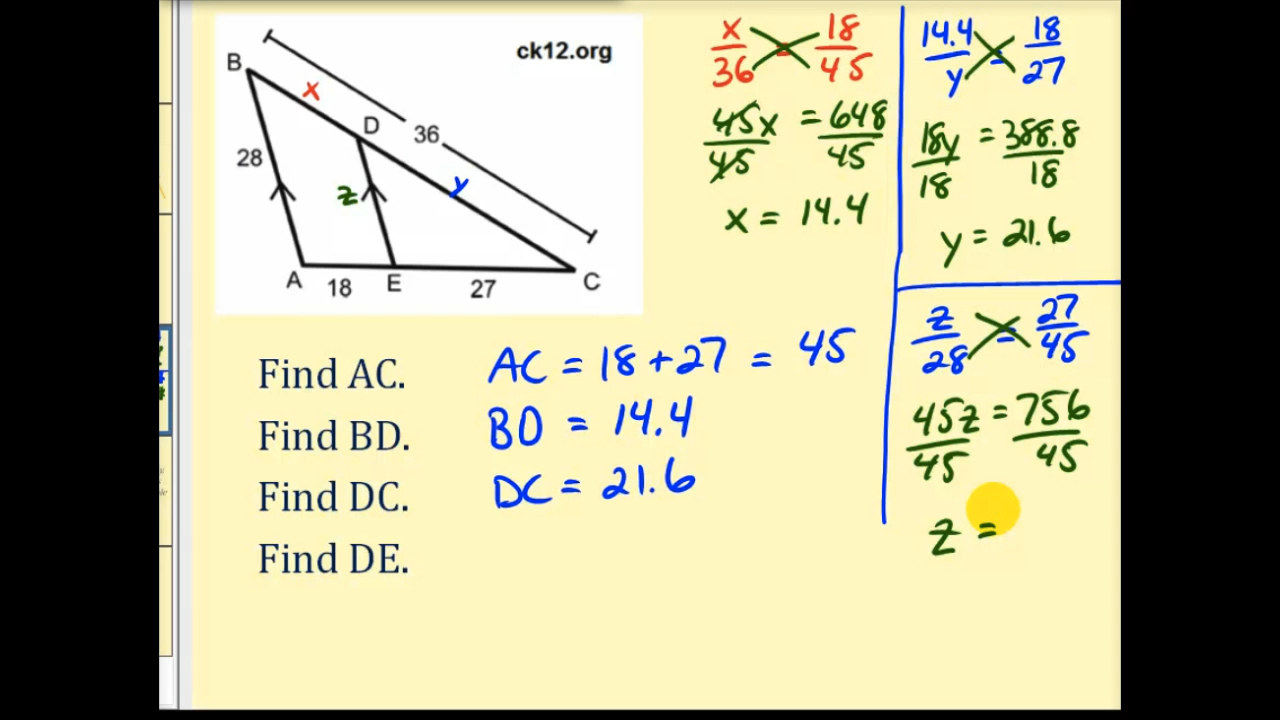 ck12.org
B
x
D
36
28
z
y
A
18
E
27
C
x/36 = 18/45
45x/45 = 648/45
x = 14.4
14.4/y = 18/27
18y/18 = 388.8/18
y = 21.6
z/28 = 27/45
45z/45 = 756/45
z =
Find AC. AC = 18 + 27 = 45
Find BD. BD = 14.4
Find DC. DC = 21.6
Find DE.